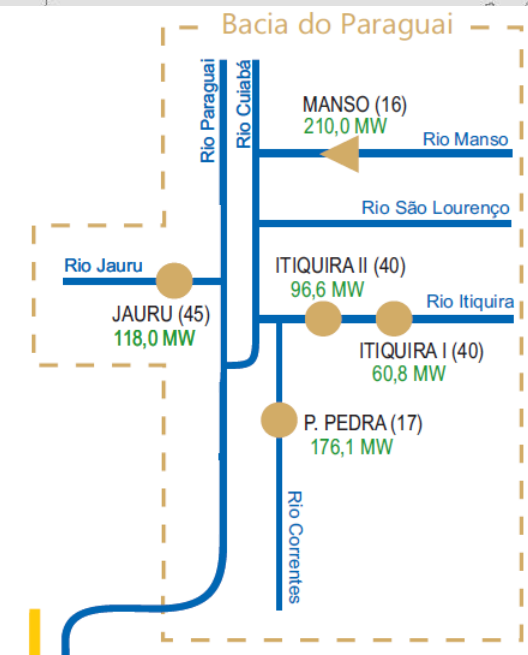 Bacia do Paraguai
Rio Paraguai
Rio Cuiabá
MANSO (16)
210,0 MW
Rio Manso
Rio São Lourenço
Rio Jauru
JAURU (45)
118,0 MW
ITIQUIRA II (40)
96,6 MW
Rio Itiquira
ITIQUIRA I (40)
60,8 MW
P. PEDRA (17)
176,1 MW
Rio Correntes